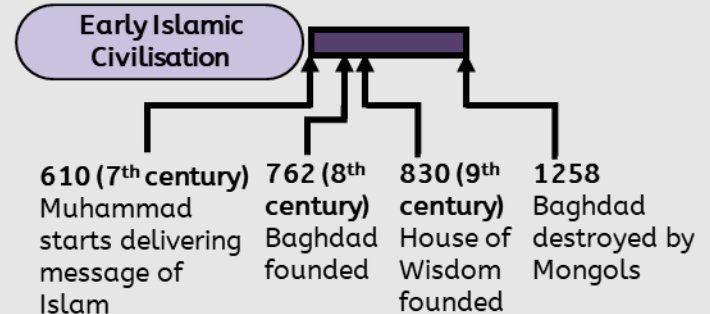 Early Islamic
Civilisation
610 (7th century)
Muhammad
starts delivering
message of
Islam
762 (8th
century)
Baghdad
founded
830 (9th
century)
House of
Wisdom
founded
1258
Baghdad
destroyed by
Mongols